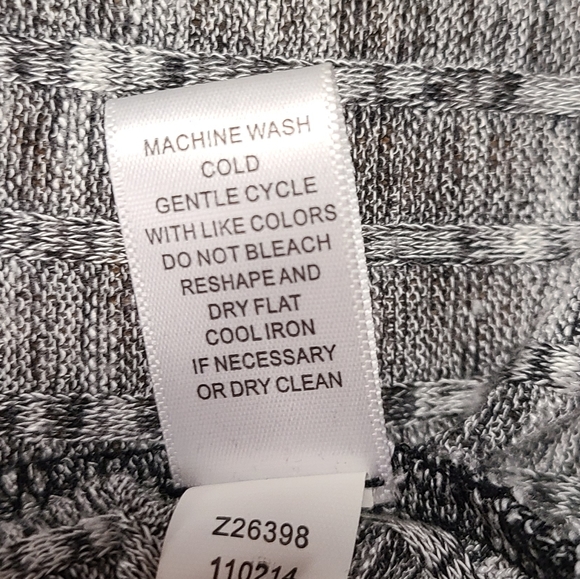 MACHINE WASH
COLD
GENTLE CYCLE
WITH LIKE COLORS
DO NOT BLEACH
RESHAPE AND
DRY FLAT
COOL IRON
IF NECESSARY
OR DRY CLEAN
Z26398
110214